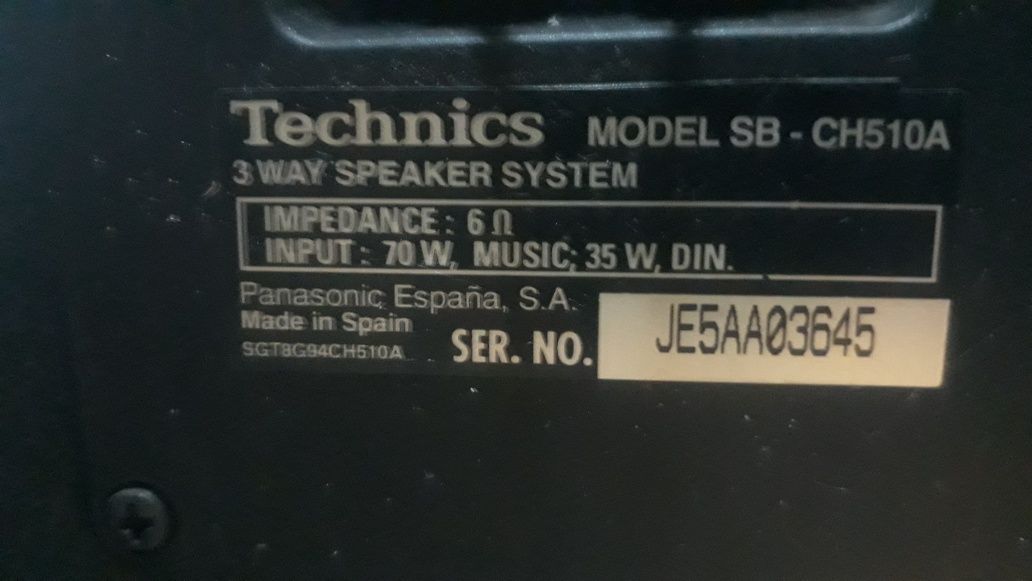 Technics MODEL SB - CH510A
3 WAY SPEAKER SYSTEM
IMPEDANCE : 6 Ω
INPUT : 70 W, MUSIC; 35 W, DIN.
Panasonic España, S.A.
Made in Spain
SGT8G94CH510A SER. NO. JE5AA03645